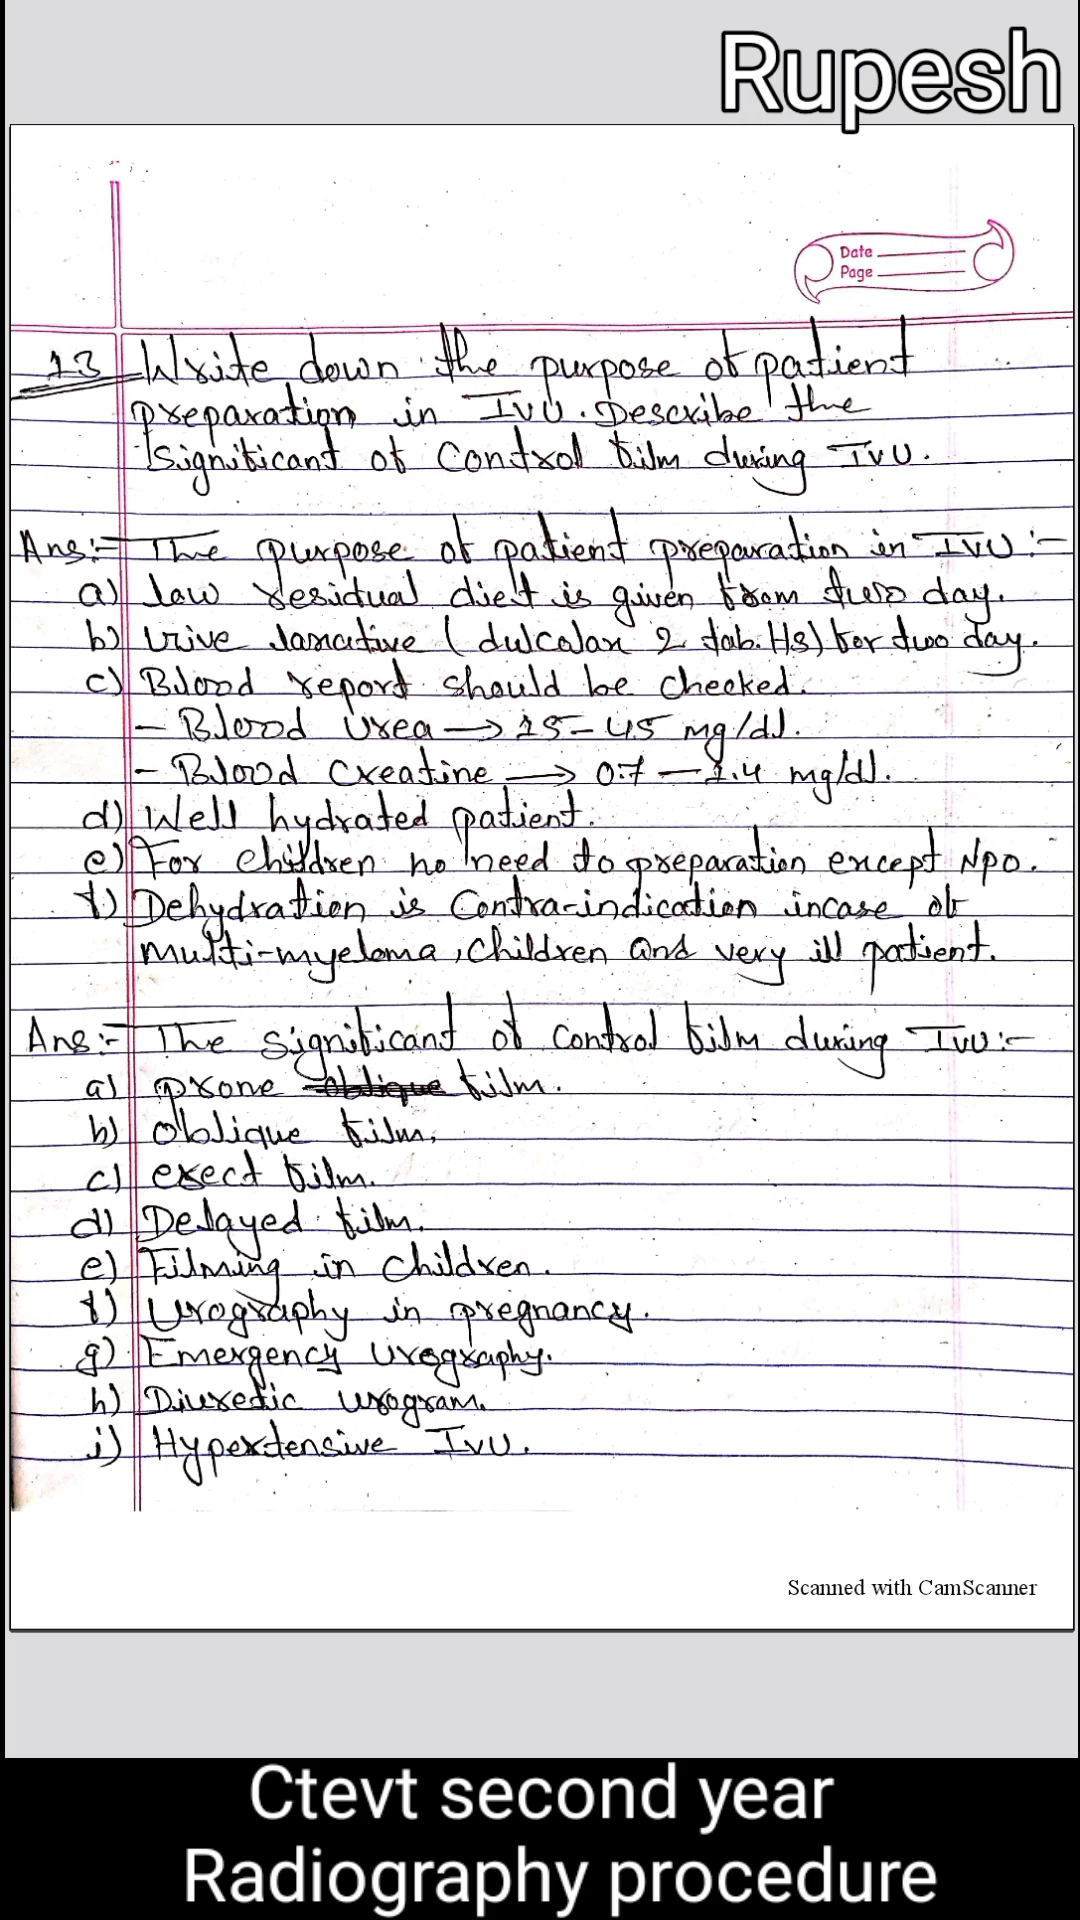 Rupesh
Date
Page
13 Write down the purpose of patient
preparation in IVU. Describe the
significant of Control film during IVU.
Ans:- The purpose of patient preparation in IVU :-
a) low residual diet is given from two day.
b) Give laxative (dulcolax 2 tab. HS) for two day.
c) Blood report should be checked.
- Blood Urea → 15-45 mg/dl.
- Blood Creatine → 0.7 - 1.4 mg/dl.
d) Well hydrated patient.
e) For children no need to preparation except Npo.
f) Dehydration is Contra-indication incase of
multi-myeloma, children and very ill patient.
Ans:- The significant of control film during IVU:-
a) prone oblique film.
b) Oblique film.
c) erect film.
d) Delayed film.
e) Filming in children.
f) Urography in pregnancy.
g) Emergency Urography.
h) Diuretic urogram.
i) Hypertensive IVU.
Scanned with CamScanner
Ctevt second year
Radiography procedure